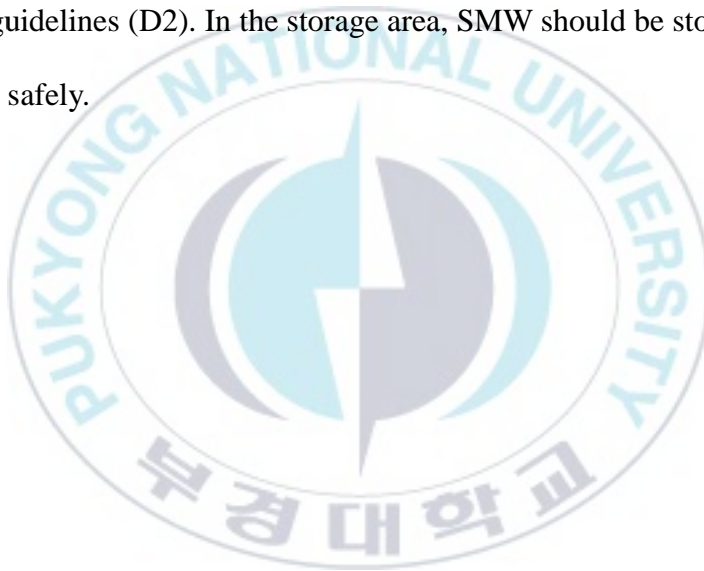 guidelines (D2). In the storage area, SMW should be sto
safely.
PUKYONG NATIONAL UNIVERSITY
부경대학교